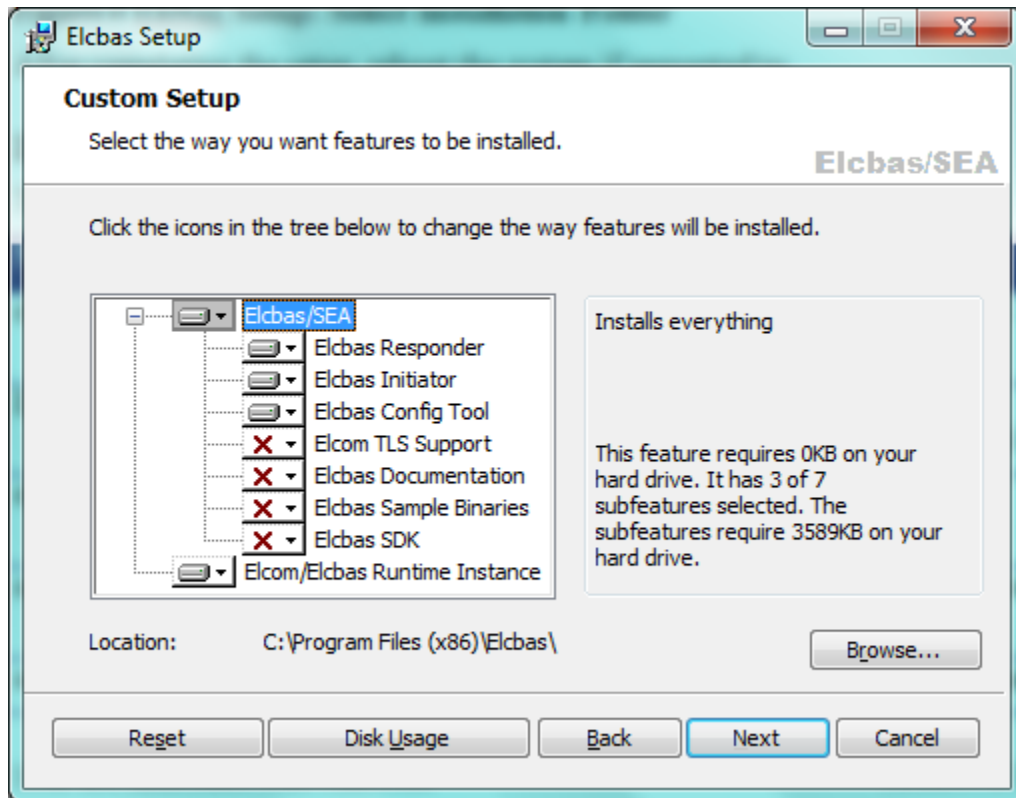 Elcbas Setup
Custom Setup
Select the way you want features to be installed.
Elcbas/SEA
Click the icons in the tree below to change the way features will be installed.
Elcbas/SEA
Elcbas Responder
Elcbas Initiator
Elcbas Config Tool
Elcom TLS Support
Elcbas Documentation
Elcbas Sample Binaries
Elcbas SDK
Elcom/Elcbas Runtime Instance
Installs everything
This feature requires 0KB on your
hard drive. It has 3 of 7
subfeatures selected. The
subfeatures require 3589KB on your
hard drive.
Location: C:\Program Files (x86)\Elcbas\
Browse...
Reset Disk Usage Back Next Cancel